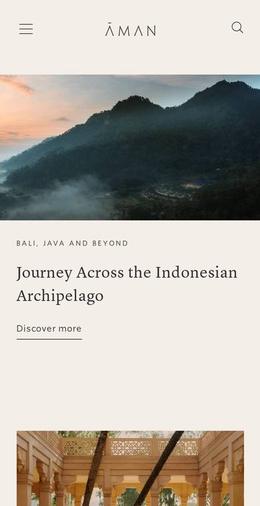 ĀMAN
BALI, JAVA AND BEYOND
Journey Across the Indonesian
Archipelago
Discover more